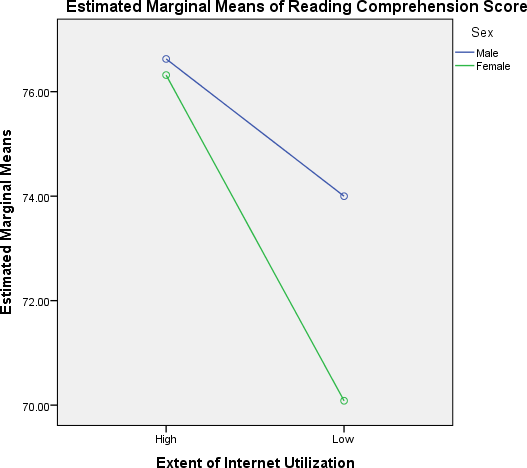 Estimated Marginal Means of Reading Comprehension Score
Sex
Male
Female
Estimated Marginal Means
76.00
74.00
72.00
70.00
High
Low
Extent of Internet Utilization